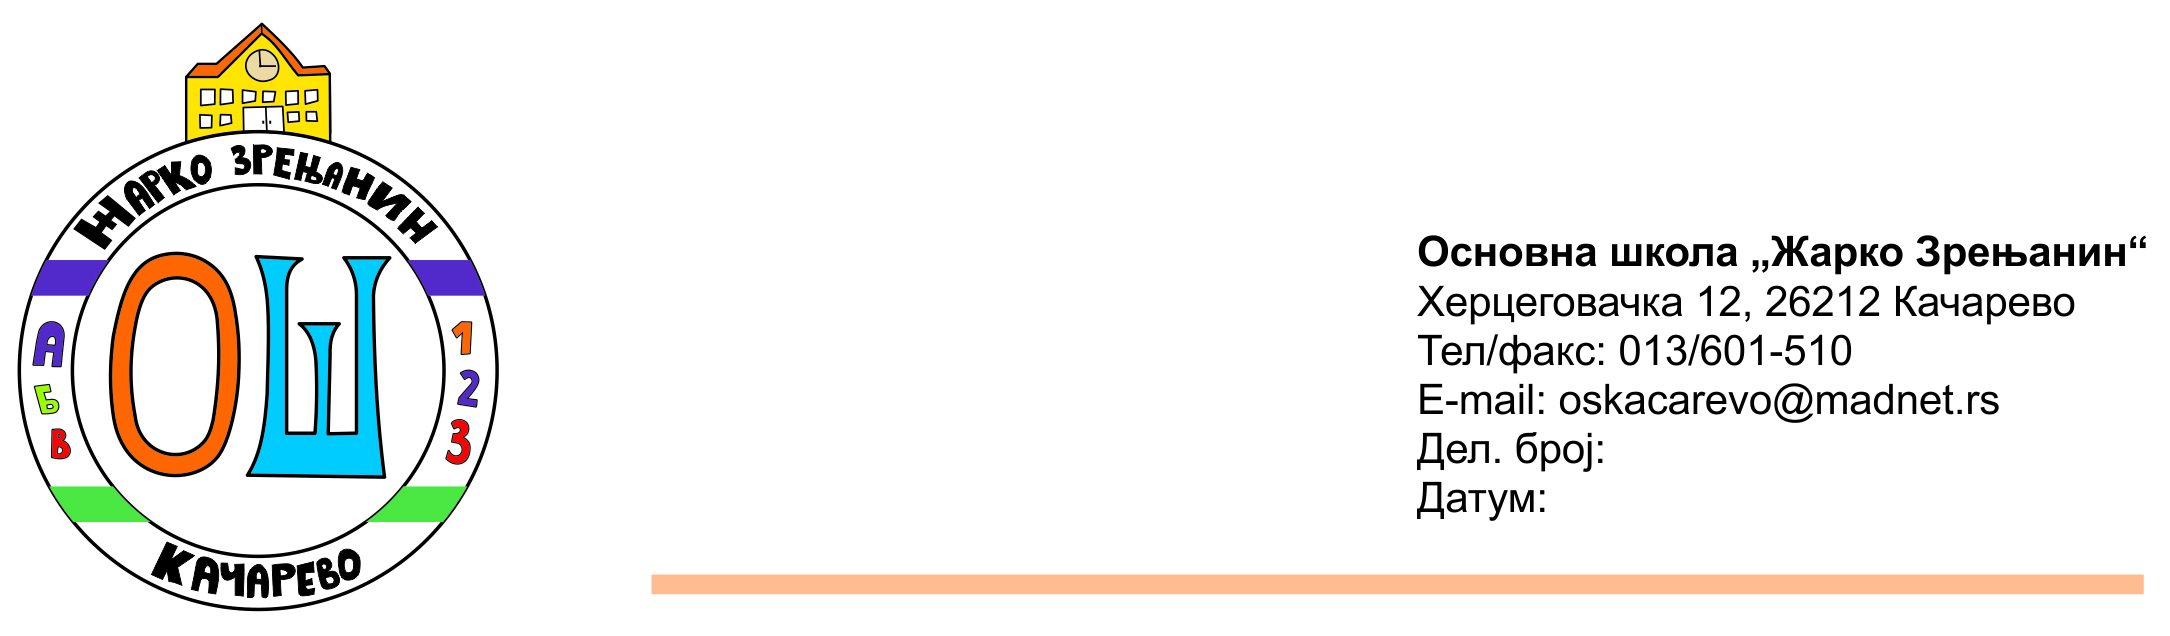 ЖАРКО ЗРЕЊАНИН
ОШ
А
Б
В
1
2
3
КАЧАРЕВО
Основна школа „Жарко Зрењанин“
Херцеговачка 12, 26212 Качарево
Тел/факс: 013/601-510
E-mail: oskacarevo@madnet.rs
Дел. број:
Датум: